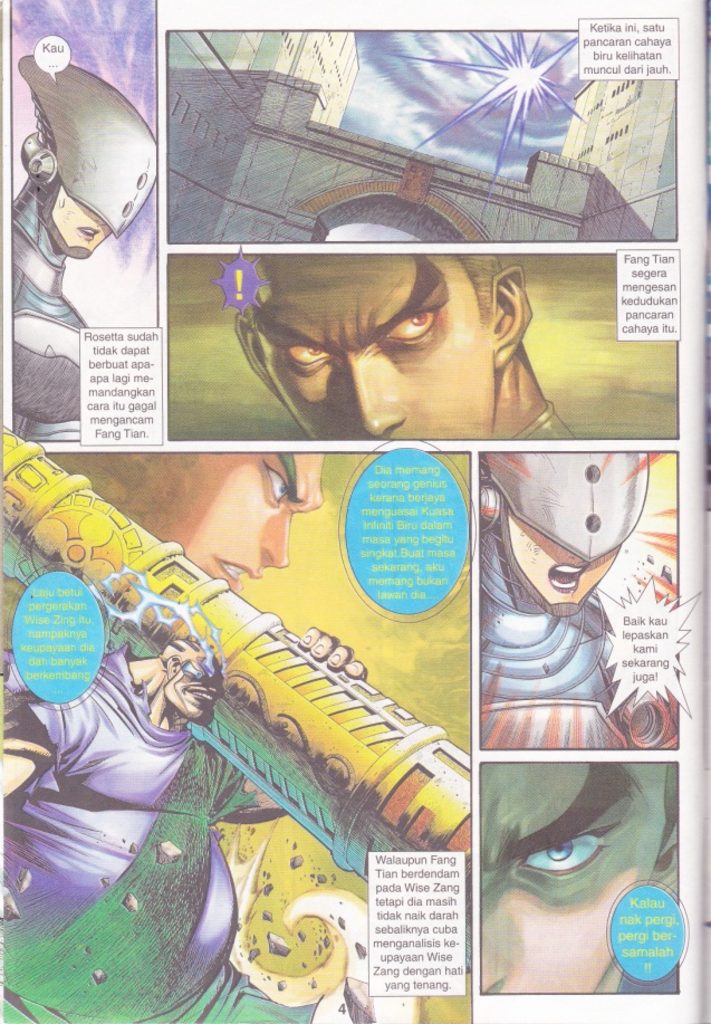 Kau
...
Ketika ini, satu
pancaran cahaya
biru kelihatan
muncul dari jauh.
Rosetta sudah
tidak dapat
berbuat apa-
apa lagi me-
mandangkan
cara itu gagal
mengancam
Fang Tian.
!
Fang Tian
segera
mengesan
kedudukan
pancaran
cahaya itu.
Laju betul
pergerakan
Wise Zing itu,
nampaknya
keupayaan dia
dah banyak
berkembang
...
Dia memang
seorang genius
kerana berjaya
menguasai Kuasa
Infiniti Biru dalam
masa yang begitu
singkat.Buat masa
sekarang, aku
memang bukan
lawan dia....
Walaupun Fang
Tian berdendam
pada Wise Zang
tetapi dia masih
tidak naik darah
sebaliknya cuba
menganalisis ke-
upayaan Wise
Zang dengan hati
yang tenang.
Baik kau
lepaskan
kami
sekarang
juga!
Kalau
nak pergi,
pergi ber-
samalah
!!
4